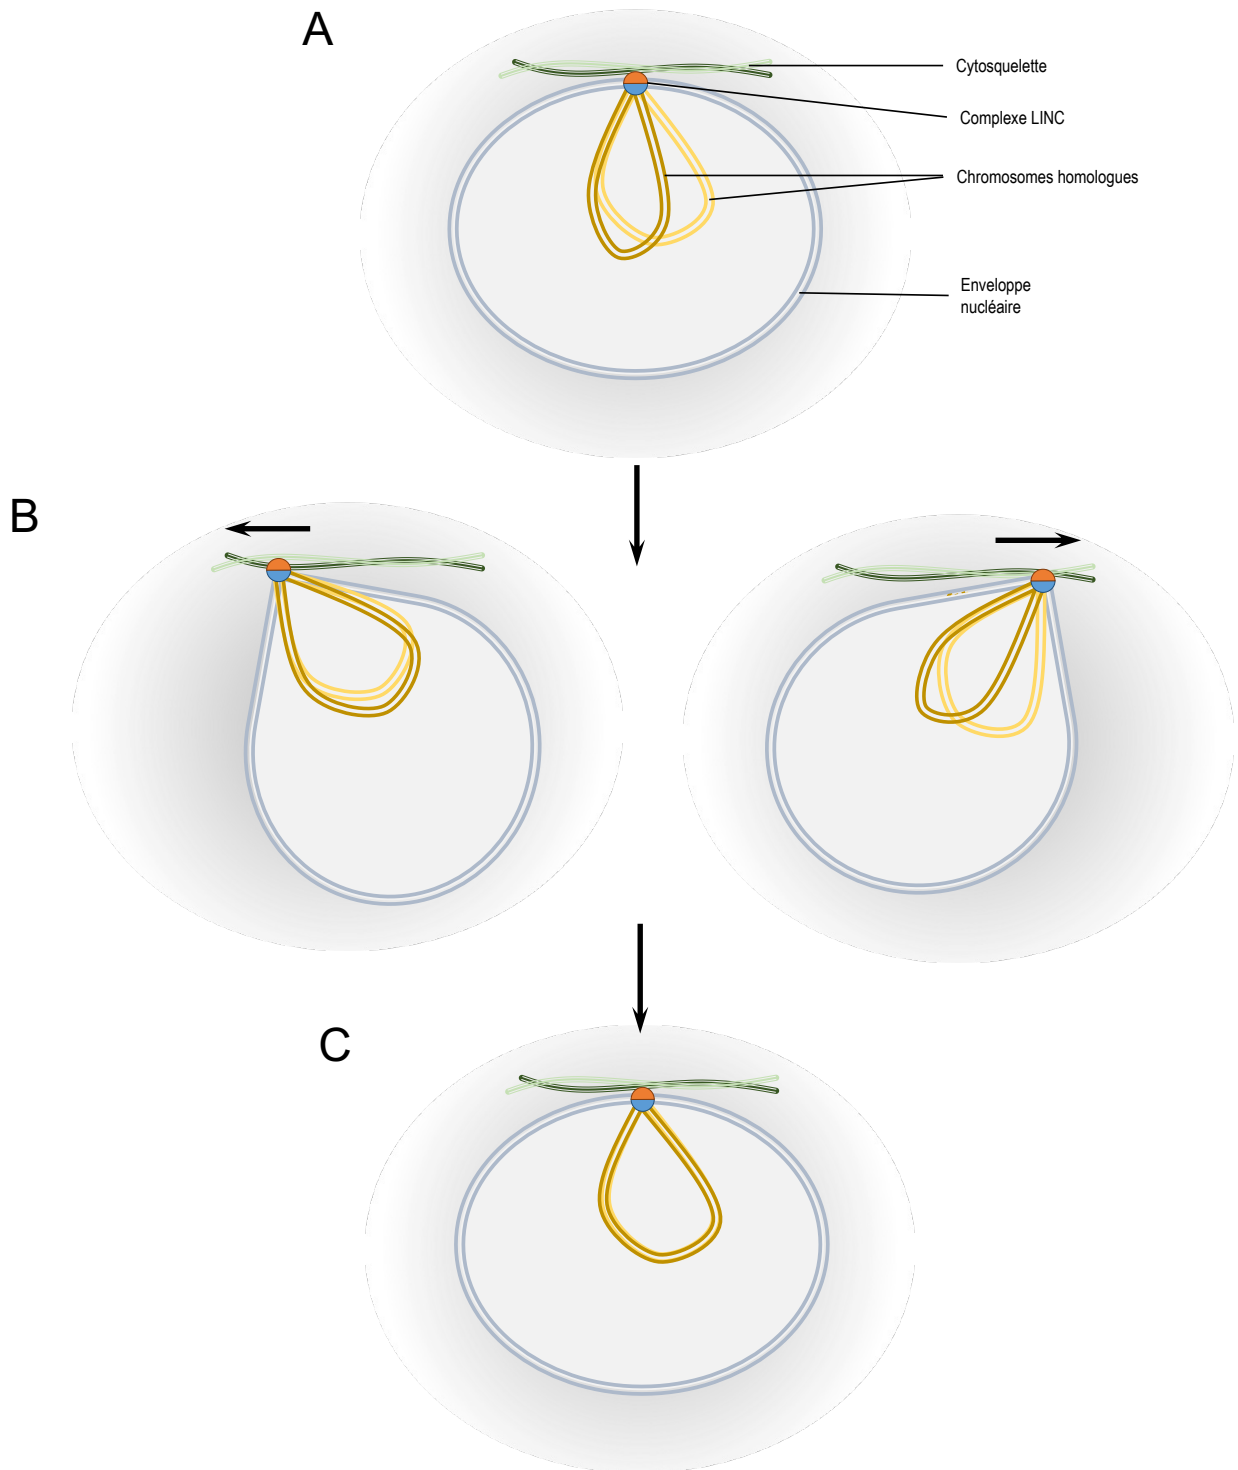 A
Cytosquelette
Complexe LINC
Chromosomes homologues
Enveloppe
nucléaire
B
C